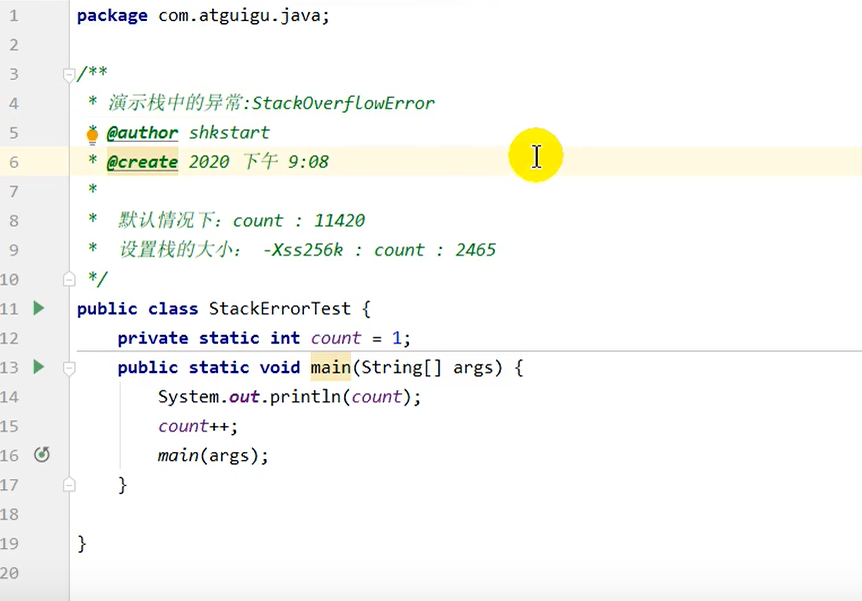 1 package com.atguigu.java;
2
3 /**
4 * 演示栈中的异常:StackOverflowError
5 * @author shkstart
6 * @create 2020 下午 9:08
7 *
8 * 默认情况下：count : 11420
9 * 设置栈的大小： -Xss256k : count : 2465
10 */
11 public class StackErrorTest {
12 private static int count = 1;
13 public static void main(String[] args) {
14 System.out.println(count);
15 count++;
16 main(args);
17 }
18
19 }
20